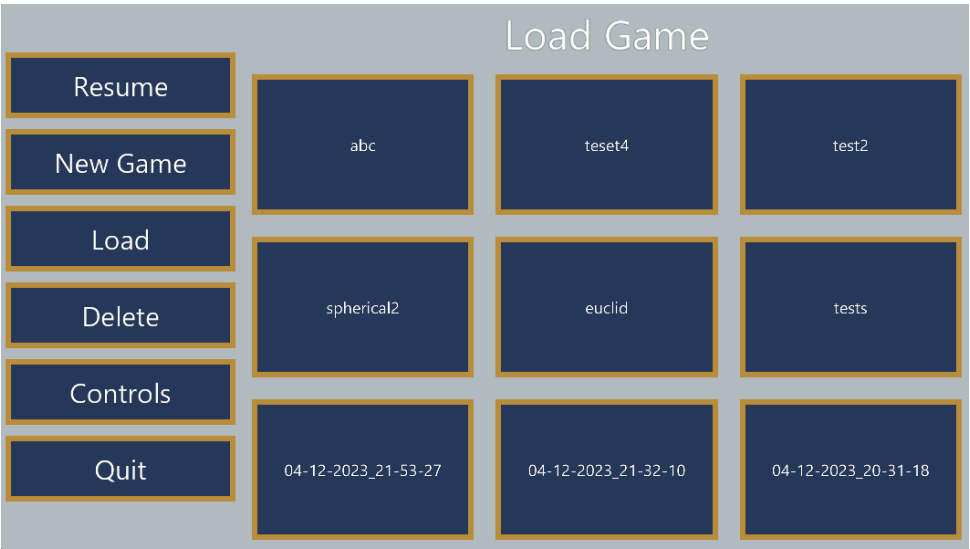 Load Game
Resume
New Game
Load
Delete
Controls
Quit
abc
teset4
test2
spherical2
euclid
tests
04-12-2023_21-53-27
04-12-2023_21-32-10
04-12-2023_20-31-18